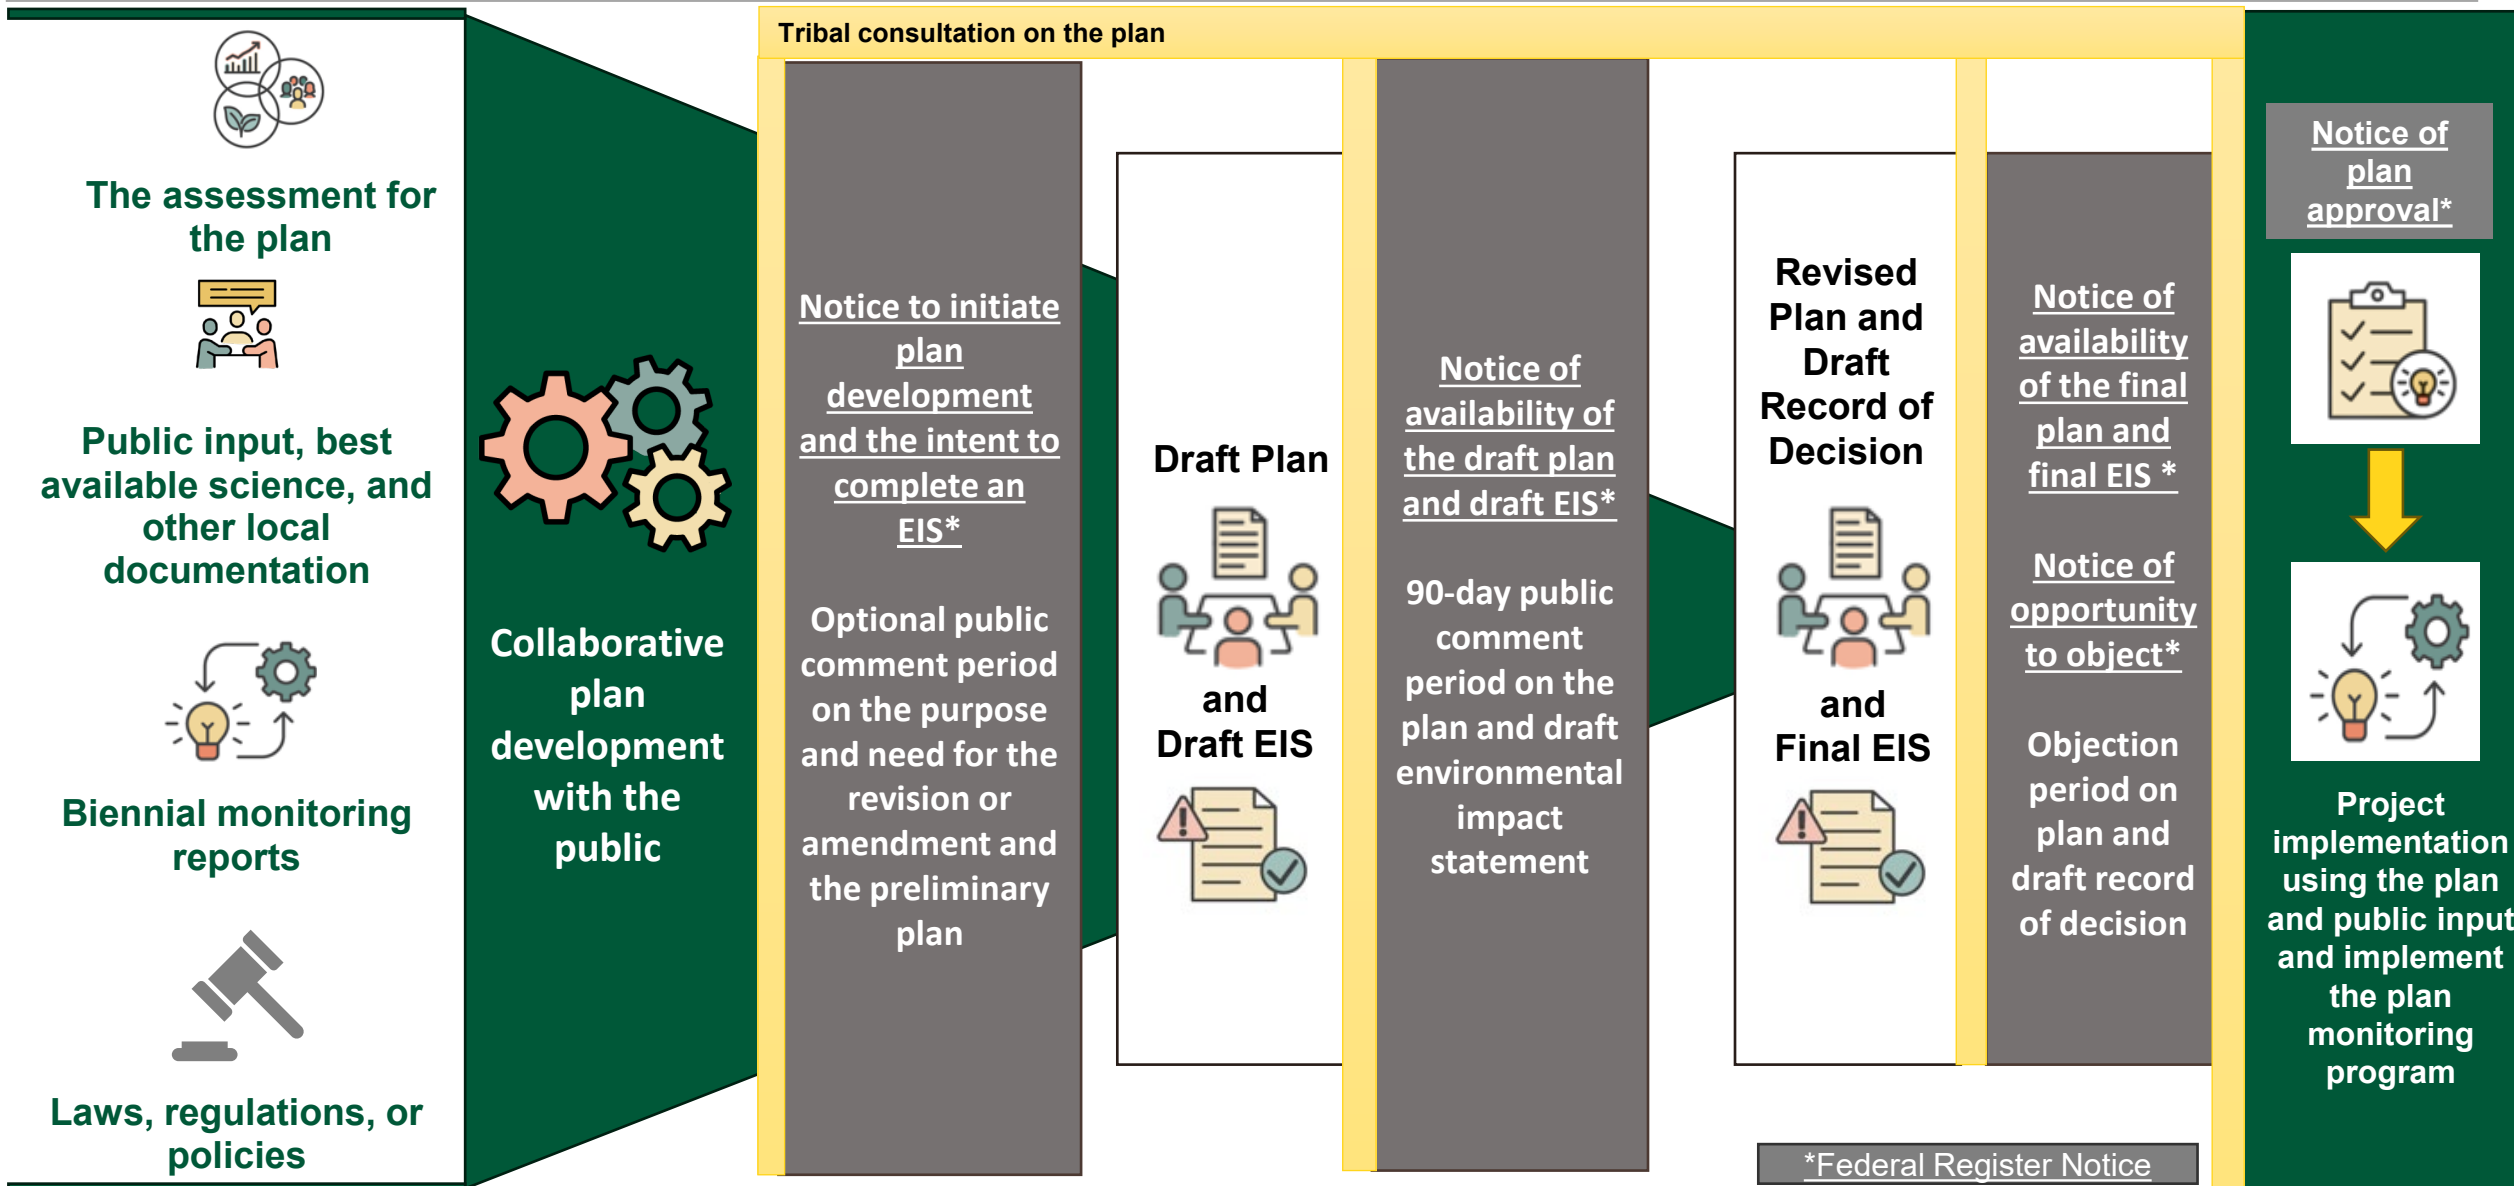 Tribal consultation on the plan
The assessment for
the plan
Public input, best
available science, and
other local
documentation
Biennial monitoring
reports
Laws, regulations, or
policies
Collaborative
plan
development
with the
public
Notice to initiate
plan
development
and the intent to
complete an
EIS*
Optional public
comment period
on the purpose
and need for the
revision or
amendment and
the preliminary
plan
Draft Plan
and
Draft EIS
Notice of
availability of
the draft plan
and draft EIS*
90-day public
comment
period on the
plan and draft
environmental
impact
statement
Revised
Plan and
Draft
Record of
Decision
and
Final EIS
Notice of
availability
of the final
plan and
final EIS *
Notice of
opportunity
to object*
Objection
period on
plan and
draft record
of decision
Notice of
plan
approval*
Project
implementation
using the plan
and public input
and implement
the plan
monitoring
program
*Federal Register Notice